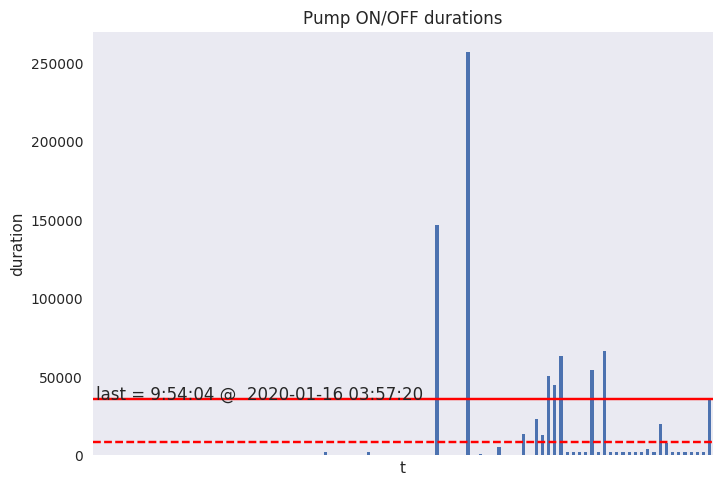 Pump ON/OFF durations
250000
200000
150000
100000
50000
0
duration
last = 9:54:04 @  2020-01-16 03:57:20
t